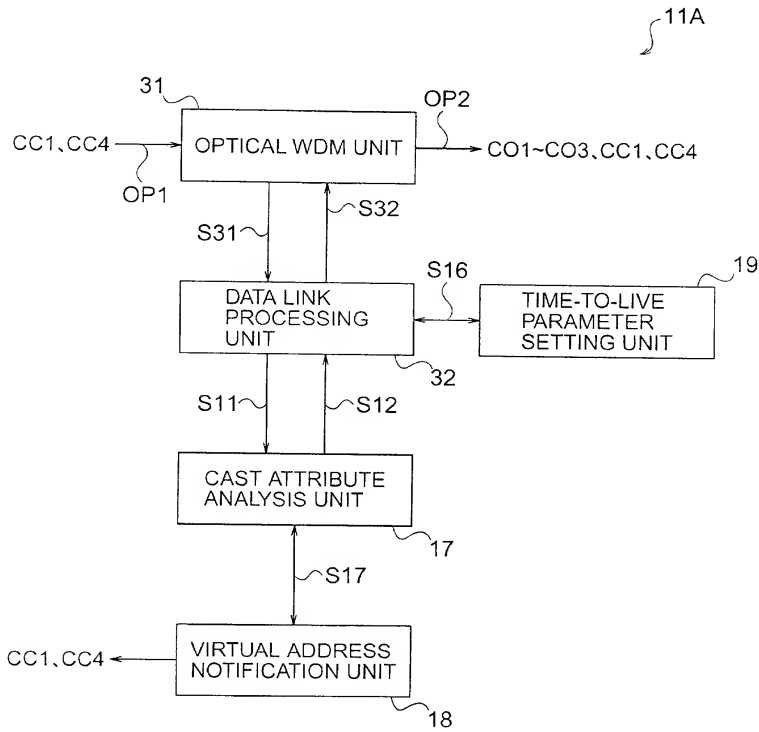 11A
31
OP2
CC1、CC4
OPTICAL WDM UNIT
CO1~CO3、CC1、CC4
OP1
S32
S31
S16
19
DATA LINK
PROCESSING
UNIT
TIME-TO-LIVE
PARAMETER
SETTING UNIT
32
S11
S12
CAST ATTRIBUTE
ANALYSIS UNIT
17
S17
VIRTUAL ADDRESS
NOTIFICATION UNIT
CC1、CC4
18